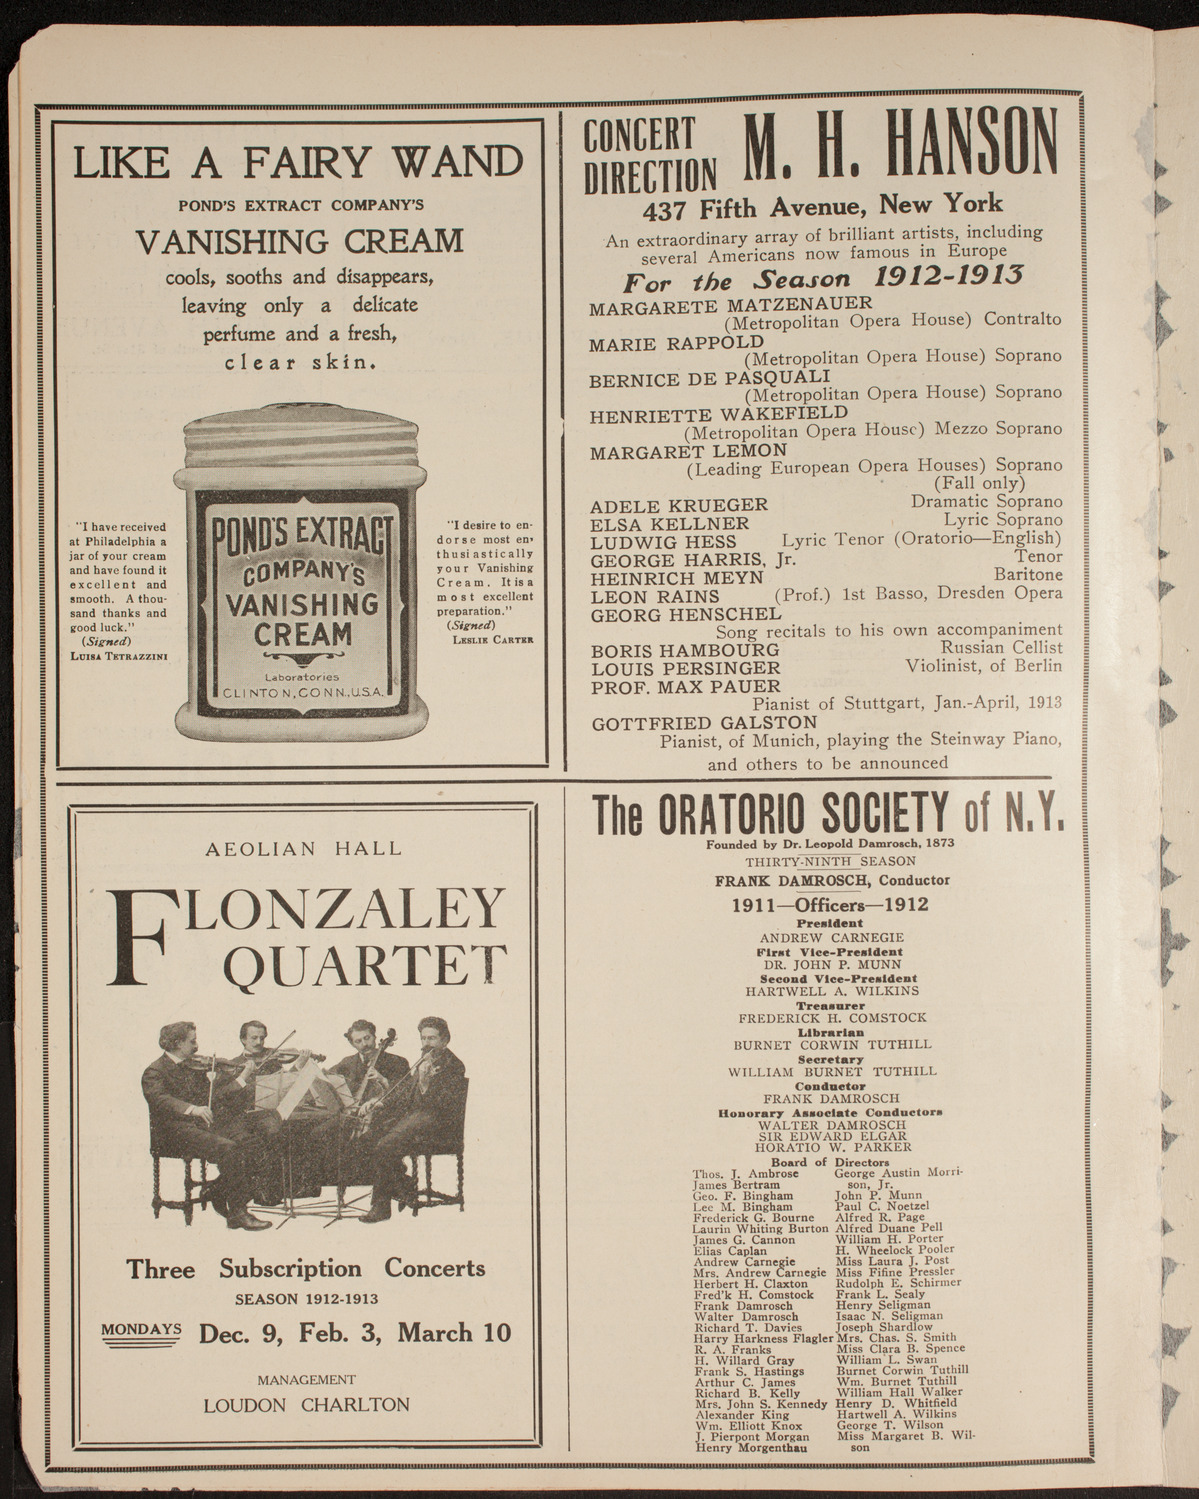 LIKE A FAIRY WAND
POND'S EXTRACT COMPANY'S
VANISHING CREAM
cools, sooths and disappears,
leaving only a delicate
perfume and a fresh,
clear skin.
"I have received
at Philadelphia a
jar of your cream
and have found it
excellent and
smooth. A thou-
sand thanks and
good luck."
(Signed)
LUISA TETRAZZINI
POND'S EXTRACT
COMPANY'S
VANISHING
CREAM
Laboratories
CLINTON, CONN., U.S.A.
"I desire to en-
dorse most en-
thusiastically
your Vanishing
Cream. It is a
most excellent
preparation."
(Signed)
LESLIE CARTER
CONCERT
DIRECTION M. H. HANSON
437 Fifth Avenue, New York
An extraordinary array of brilliant artists, including
several Americans now famous in Europe
For the Season 1912-1913
MARGARETE MATZENAUER
(Metropolitan Opera House) Contralto
MARIE RAPPOLD
(Metropolitan Opera House) Soprano
BERNICE DE PASQUALI
(Metropolitan Opera House) Soprano
HENRIETTE WAKEFIELD
(Metropolitan Opera House) Mezzo Soprano
MARGARET LEMON
(Leading European Opera Houses) Soprano
(Fall only)
ADELE KRUEGER Dramatic Soprano
ELSA KELLNER Lyric Soprano
LUDWIG HESS Lyric Tenor (Oratorio—English)
GEORGE HARRIS, Jr. Tenor
HEINRICH MEYN Baritone
LEON RAINS (Prof.) 1st Basso, Dresden Opera
GEORG HENSCHEL
Song recitals to his own accompaniment
BORIS HAMBOURG Russian Cellist
LOUIS PERSINGER Violinist, of Berlin
PROF. MAX PAUER
Pianist of Stuttgart, Jan.-April, 1913
GOTTFRIED GALSTON
Pianist, of Munich, playing the Steinway Piano,
and others to be announced
AEOLIAN HALL
FLONZALEY
QUARTET
Three Subscription Concerts
SEASON 1912-1913
MONDAYS Dec. 9, Feb. 3, March 10
MANAGEMENT
LOUDON CHARLTON
The ORATORIO SOCIETY of N.Y.
Founded by Dr. Leopold Damrosch, 1873
THIRTY-NINTH SEASON
FRANK DAMROSCH, Conductor
1911—Officers—1912
President
ANDREW CARNEGIE
First Vice-President
DR. JOHN P. MUNN
Second Vice-President
HARTWELL A. WILKINS
Treasurer
FREDERICK H. COMSTOCK
Librarian
BURNET CORWIN TUTHILL
Secretary
WILLIAM BURNET TUTHILL
Conductor
FRANK DAMROSCH
Honorary Associate Conductors
WALTER DAMROSCH
SIR EDWARD ELGAR
HORATIO W. PARKER
Board of Directors
Thos. J. Ambrose
James Bertram
Geo. F. Bingham
Lee M. Bingham
Frederick G. Bourne
Laurin Whiting Burton
James G. Cannon
Elias Caplan
Andrew Carnegie
Mrs. Andrew Carnegie
Herbert H. Claxton
Fred'k H. Comstock
Frank Damrosch
Walter Damrosch
Richard T. Davies
Harry Harkness Flagler
R. A. Franks
H. Willard Gray
Frank S. Hastings
Arthur C. James
Richard B. Kelly
Mrs. John S. Kennedy
Alexander King
Wm. Elliott Knox
J. Pierpont Morgan
Henry Morgenthau
George Austin Morri-
son, Jr.
John P. Munn
Paul C. Noetzel
Alfred R. Page
Alfred Duane Pell
William H. Porter
H. Wheelock Pooler
Miss Laura J. Post
Miss Fifine Pressler
Rudolph E. Schirmer
Frank L. Sealy
Henry Seligman
Isaac N. Seligman
Joseph Shardlow
Mrs. Chas. S. Smith
Miss Clara B. Spence
William L. Swan
Burnet Corwin Tuthill
Wm. Burnet Tuthill
William Hall Walker
Henry D. Whitfield
Hartwell A. Wilkins
George T. Wilson
Miss Margaret B. Wil-
son